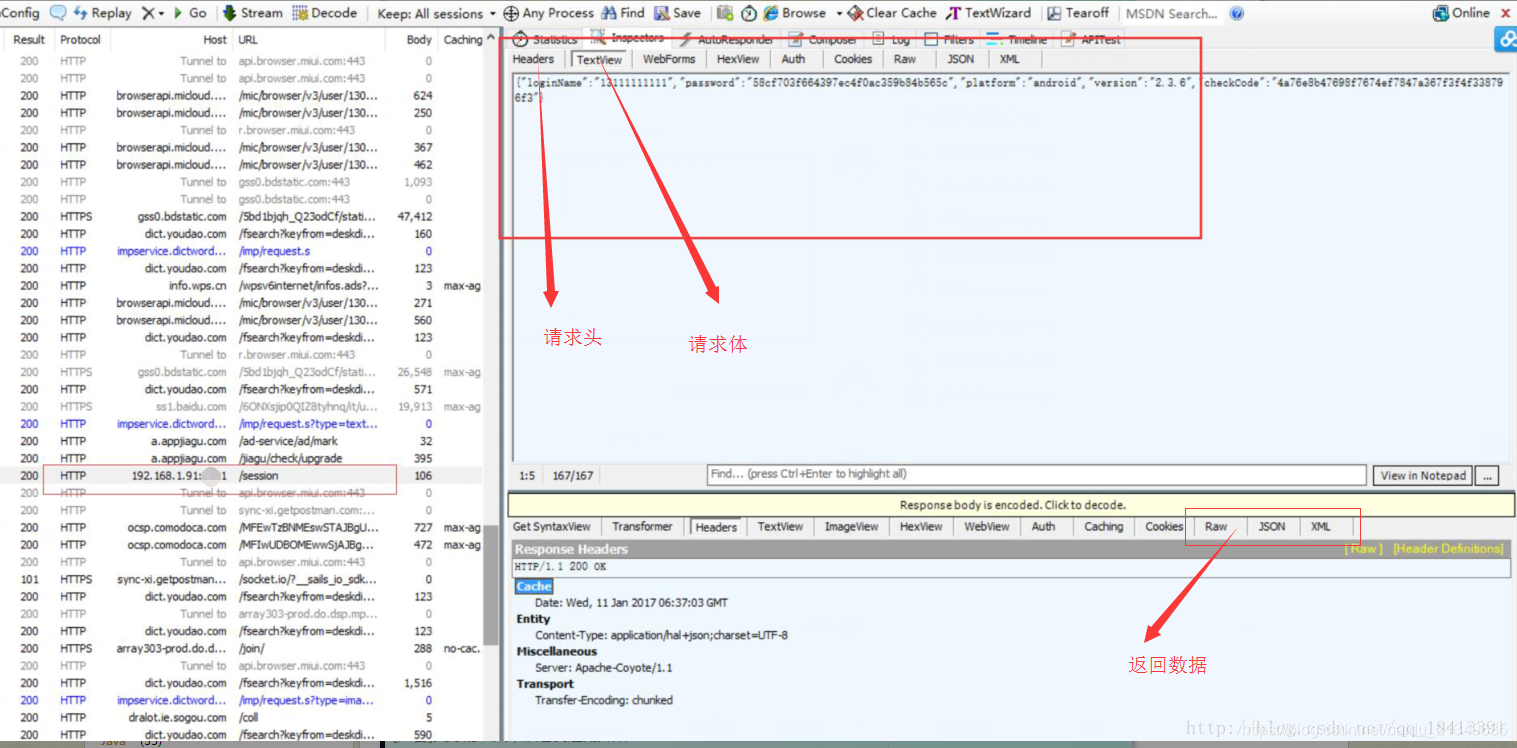 Config Replay X Go Stream Decode Keep: All sessions Any Process Find Save Browse Clear Cache TextWizard Tearoff MSDN Search... Online
Result Protocol Host URL Body Caching
Statistics Inspectors AutoResponder Composer Log Filters Timeline APITest
Headers TextView WebForms HexView Auth Cookies Raw JSON XML
{"loginName":"13111111111","password":"58cf703f664397ec4f0ac359b84b565c","platform":"android","version":"2.3.6","checkCode":"4a76e8b47698f7674ef7847a367f3f4f33879
6f3"}
200 HTTP Tunnel to api.browser.miui.com:443 0
200 HTTP Tunnel to api.browser.miui.com:443 0
200 HTTP browserapi.micloud.... /mic/browser/v3/user/130... 624
200 HTTP browserapi.micloud.... /mic/browser/v3/user/130... 250
200 HTTP Tunnel to r.browser.miui.com:443 0
200 HTTP browserapi.micloud.... /mic/browser/v3/user/130... 367
200 HTTP browserapi.micloud.... /mic/browser/v3/user/130... 462
200 HTTP Tunnel to gss0.bdstatic.com:443 1,093
200 HTTP Tunnel to gss0.bdstatic.com:443 0
200 HTTPS gss0.bdstatic.com /5bd1bjqh_Q23odCf/stati... 47,412
200 HTTP dict.youdao.com /fsearch?keyfrom=deskdi... 160
200 HTTP impservice.dictword... /imp/request.s 0
200 HTTP dict.youdao.com /fsearch?keyfrom=deskdi... 123
200 HTTP info.wps.cn /wpsv6internet/infos.ads?... 3 max-ag
200 HTTP browserapi.micloud.... /mic/browser/v3/user/130... 271
200 HTTP browserapi.micloud.... /mic/browser/v3/user/130... 560
200 HTTP dict.youdao.com /fsearch?keyfrom=deskdi... 123
200 HTTP Tunnel to r.browser.miui.com:443 0
200 HTTPS gss0.bdstatic.com /5bd1bjqh_Q23odCf/stati... 26,548 max-ag
200 HTTP dict.youdao.com /fsearch?keyfrom=deskdi... 571
200 HTTPS ss1.baidu.com /6ONXsjip0QIZ8tyhnq/it/u... 19,913 max-ag
200 HTTP impservice.dictword... /imp/request.s?type=text... 0
200 HTTP a.appjiagu.com /ad-service/ad/mark 32
200 HTTP a.appjiagu.com /jiagu/check/upgrade 395
200 HTTP 192.168.1.91: 1 /session 106
200 HTTP Tunnel to api.browser.miui.com:443 0
200 HTTP Tunnel to sync-xi.getpostman.com:... 0
200 HTTP ocsp.comodoca.com /MFEwTzBNMEswSTAJBgU... 727 max-ag
200 HTTP ocsp.comodoca.com /MFIwUDBOMEwwSjAJBg... 472 max-ag
200 HTTP Tunnel to api.browser.miui.com:443 0
101 HTTPS sync-xi.getpostman... /socket.io/?__sails_io_sdk... 0
200 HTTP dict.youdao.com /fsearch?keyfrom=deskdi... 123
200 HTTP Tunnel to array303-prod.do.dsp.mp... 0
200 HTTP dict.youdao.com /fsearch?keyfrom=deskdi... 123
200 HTTPS array303-prod.do.d... /join/ 288 no-cac.
200 HTTP Tunnel to api.browser.miui.com:443 0
200 HTTP dict.youdao.com /fsearch?keyfrom=deskdi... 1,516
200 HTTP impservice.dictword... /imp/request.s?type=ima... 0
200 HTTP dralot.ie.sogou.com /coll 5
200 HTTP dict.youdao.com /fsearch?keyfrom=deskdi... 590
请求头
请求体
1:5 167/167 Find... (press Ctrl+Enter to highlight all) View in Notepad ...
Response body is encoded. Click to decode.
Get SyntaxView Transformer Headers TextView ImageView HexView WebView Auth Caching Cookies Raw JSON XML
Response Headers [ Raw ] [Header Definitions]
HTTP/1.1 200 OK
Cache
Date: Wed, 11 Jan 2017 06:37:03 GMT
Entity
Content-Type: application/hal+json;charset=UTF-8
Miscellaneous
Server: Apache-Coyote/1.1
Transport
Transfer-Encoding: chunked
返回数据